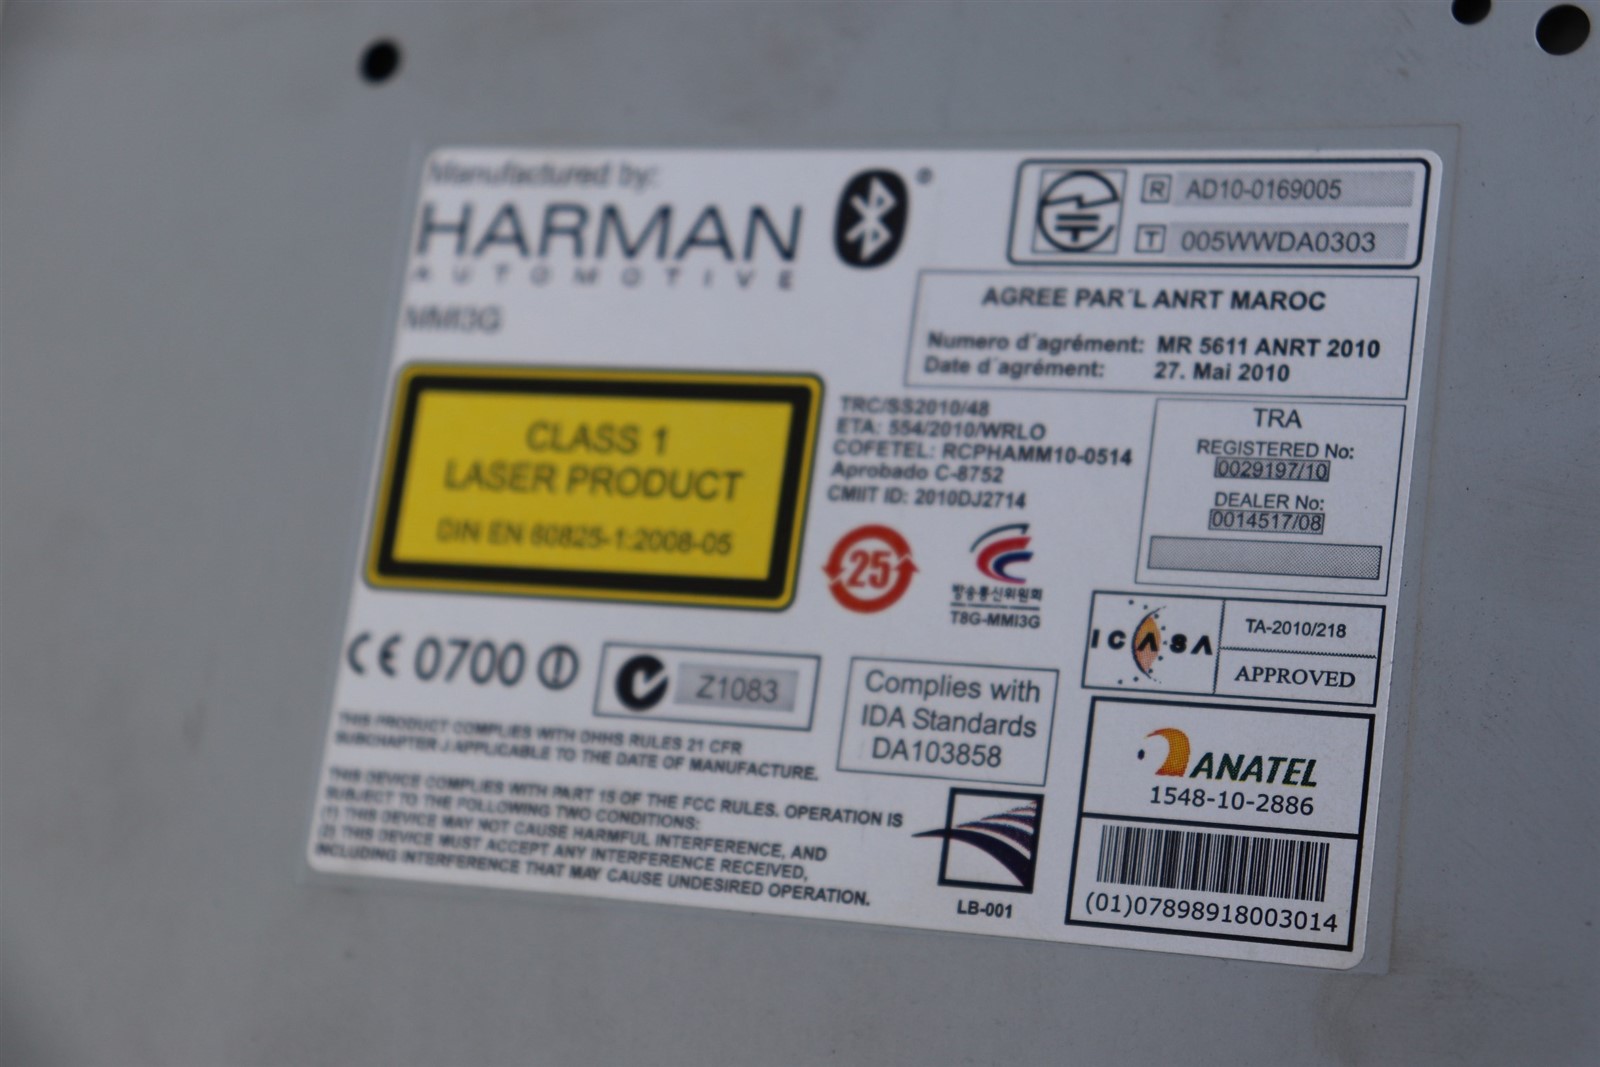 Manufactured by:
HARMAN
AUTOMOTIVE
MMI3G
®
R AD10-0169005
T 005WWDA0303
AGREE PAR´L ANRT MAROC
Numero d´agrément: MR 5611 ANRT 2010
Date d´agrément: 27. Mai 2010
CLASS 1
LASER PRODUCT
DIN EN 60825-1:2008-05
TRC/SS2010/48
ETA: 554/2010/WRLO
COFETEL: RCPHAMM10-0514
Aprobado C-8752
CMIIT ID: 2010DJ2714
TRA
REGISTERED No:
0029197/10
DEALER No:
0014517/08
25
방송통신위원회
T8G-MMI3G
ICASA
TA-2010/218
APPROVED
CE 0700
Z1083
Complies with
IDA Standards
DA103858
THIS PRODUCT COMPLIES WITH DHHS RULES 21 CFR
SUBCHAPTER J APPLICABLE TO THE DATE OF MANUFACTURE.
THIS DEVICE COMPLIES WITH PART 15 OF THE FCC RULES. OPERATION IS
SUBJECT TO THE FOLLOWING TWO CONDITIONS:
(1) THIS DEVICE MAY NOT CAUSE HARMFUL INTERFERENCE, AND
(2) THIS DEVICE MUST ACCEPT ANY INTERFERENCE RECEIVED,
INCLUDING INTERFERENCE THAT MAY CAUSE UNDESIRED OPERATION.
LB-001
ANATEL
1548-10-2886
(01)07898918003014